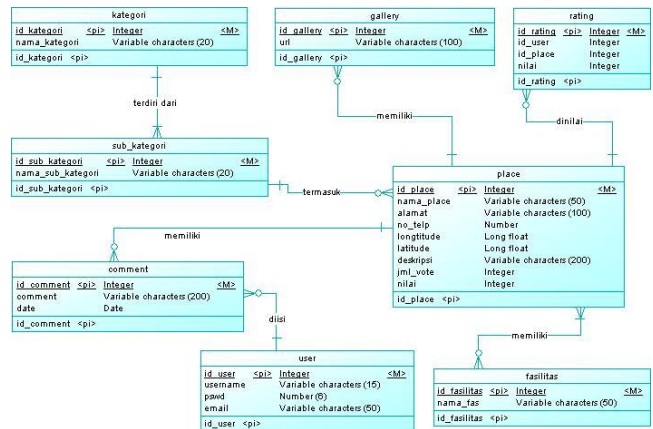 kategori
id_kategori <pi> Integer <M>
nama_kategori Variable characters (20)
id_kategori <pi>
gallery
id_gallery <pi> Integer <M>
url Variable characters (100)
id_gallery <pi>
rating
id_rating <pi> Integer <M>
id_user Integer
id_place Integer
nilai Integer
id_rating <pi>
terdiri dari
memiliki
dinilai
sub_kategori
id_sub_kategori <pi> Integer <M>
nama_sub_kategori Variable characters (20)
id_sub_kategori <pi>
termasuk
place
id_place <pi> Integer <M>
nama_place Variable characters (50)
alamat Variable characters (100)
no_telp Number
longtitude Long float
latitude Long float
deskripsi Variable characters (200)
jml_vote Integer
nilai Integer
id_place <pi>
memiliki
comment
id_comment <pi> Integer <M>
comment Variable characters (200)
date Date
id_comment <pi>
diisi
memiliki
user
id_user <pi> Integer <M>
username Variable characters (15)
pswd Number (6)
email Variable characters (50)
id_user <pi>
fasilitas
id_fasilitas <pi> Integer <M>
nama_fas Variable characters (50)
id_fasilitas <pi>